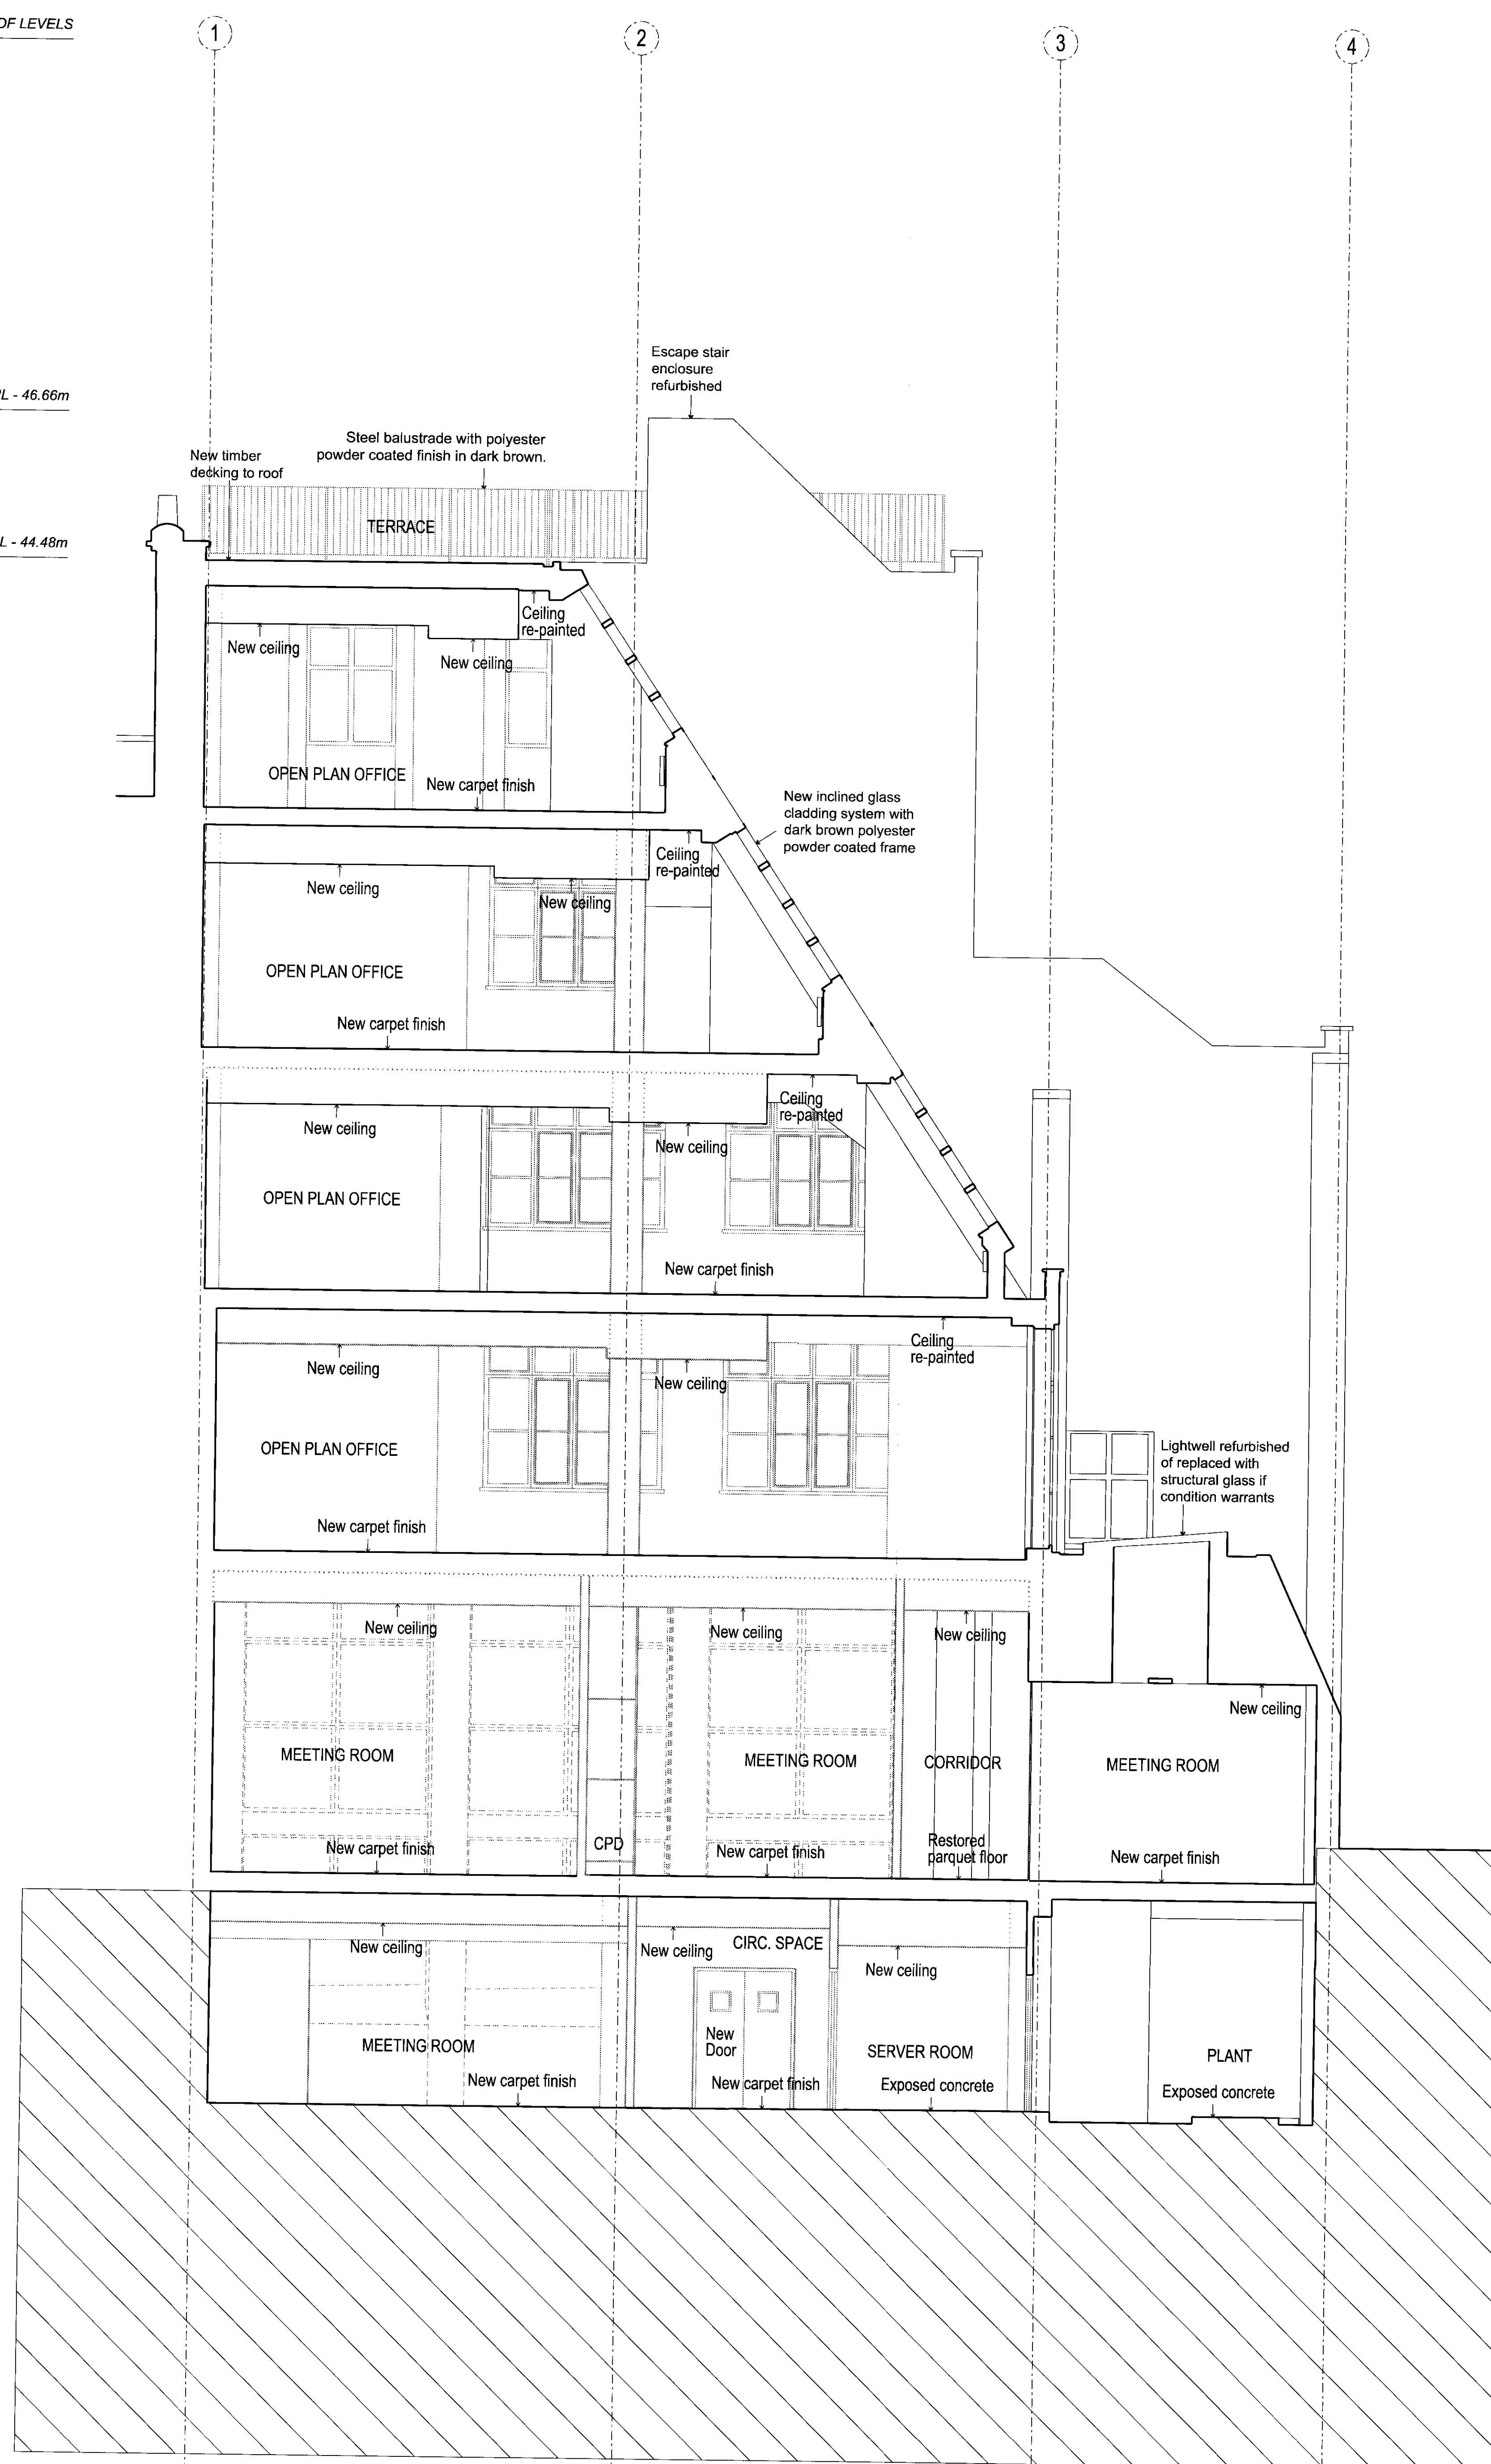 OF LEVELS
1
2
3
4
Escape stair
enclosure
refurbished
L - 46.66m
Steel balustrade with polyester
powder coated finish in dark brown.
New timber
decking to roof
TERRACE
L - 44.48m
Ceiling
re-painted
New ceiling
New ceiling
OPEN PLAN OFFICE
New carpet finish
New inclined glass
cladding system with
dark brown polyester
powder coated frame
Ceiling
re-painted
New ceiling
New ceiling
OPEN PLAN OFFICE
New carpet finish
Ceiling
re-painted
New ceiling
New ceiling
OPEN PLAN OFFICE
New carpet finish
Ceiling
re-painted
New ceiling
New ceiling
OPEN PLAN OFFICE
New carpet finish
Lightwell refurbished
of replaced with
structural glass if
condition warrants
New ceiling
New ceiling
New ceiling
New ceiling
MEETING ROOM
MEETING ROOM
CORRIDOR
MEETING ROOM
CPD
New carpet finish
New carpet finish
Restored
parquet floor
New carpet finish
New ceiling
New ceiling
CIRC. SPACE
New ceiling
New
Door
MEETING ROOM
SERVER ROOM
PLANT
New carpet finish
New carpet finish
Exposed concrete
Exposed concrete